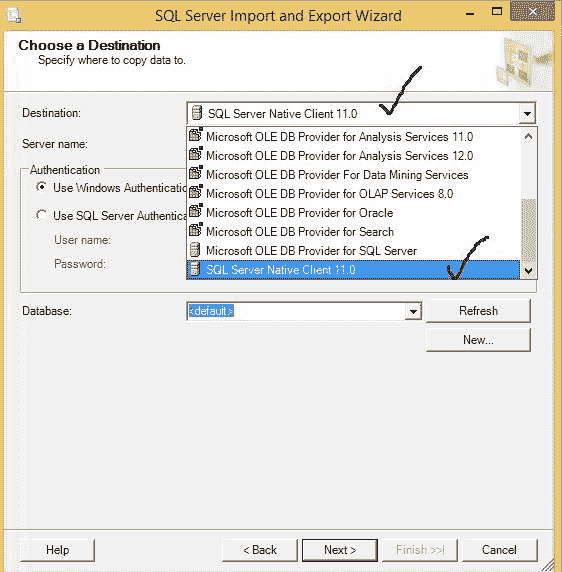 SQL Server Import and Export Wizard
Choose a Destination
Specify where to copy data to.
Destination:
SQL Server Native Client 11.0
Server name:
Microsoft OLE DB Provider for Analysis Services 11.0
Microsoft OLE DB Provider for Analysis Services 12.0
Authentication
Microsoft OLE DB Provider For Data Mining Services
Use Windows Authenticatio
Microsoft OLE DB Provider for OLAP Services 8.0
Microsoft OLE DB Provider for Oracle
Use SQL Server Authentica
Microsoft OLE DB Provider for Search
User name:
Microsoft OLE DB Provider for SQL Server
Password:
SQL Server Native Client 11.0
Database:
<default>
Refresh
New...
Help
< Back
Next >
Finish >>|
Cancel